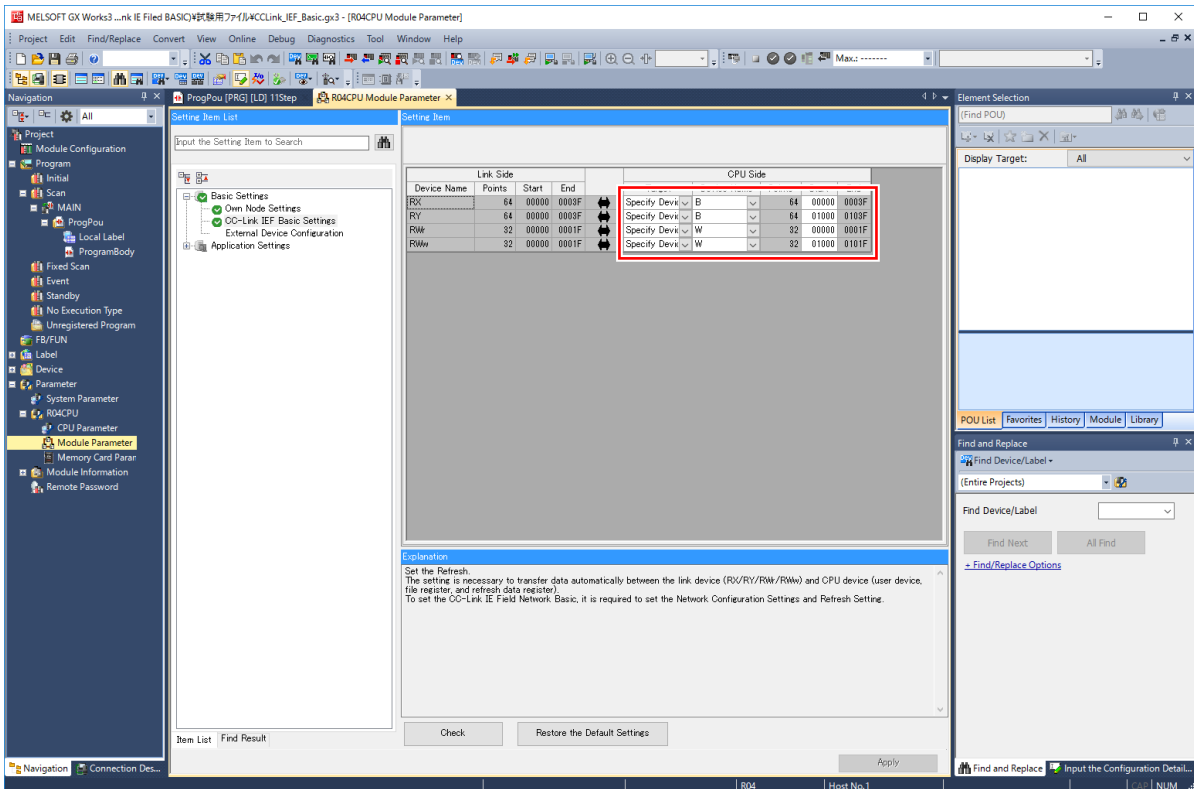 MELSOFT GX Works3 ...nk IE Filed BASIC)¥試験用ファイル¥CCLink_IEF_Basic.gx3 - [R04CPU Module Parameter]
Project Edit Find/Replace Convert View Online Debug Diagnostics Tool Window Help
Max.: -------
Navigation
ProgPou [PRG] [LD] 11Step
R04CPU Module Parameter
Element Selection
All
Setting Item List
Setting Item
(Find POU)
Input the Setting Item to Search
Display Target: All
Project
Module Configuration
Program
Initial
Scan
MAIN
ProgPou
Local Label
ProgramBody
Fixed Scan
Event
Standby
No Execution Type
Unregistered Program
FB/FUN
Label
Device
Parameter
System Parameter
R04CPU
CPU Parameter
Module Parameter
Memory Card Paran
Module Information
Remote Password
Basic Settings
Own Node Settings
CC-Link IEF Basic Settings
External Device Configuration
Application Settings
Link Side CPU Side
Device Name Points Start End
RX 64 00000 0003F Specify Devic B 64 00000 0003F
RY 64 00000 0003F Specify Devic B 64 01000 0103F
RWr 32 00000 0001F Specify Devic W 32 00000 0001F
RWw 32 00000 0001F Specify Devic W 32 01000 0101F
POU List Favorites History Module Library
Find and Replace
Find Device/Label
(Entire Projects)
Find Device/Label
Find Next All Find
+ Find/Replace Options
Explanation
Set the Refresh.
The setting is necessary to transfer data automatically between the link device (RX/RY/RWr/RWw) and CPU device (user device,
file register, and refresh data register).
To set the CC-Link IE Field Network Basic, it is required to set the Network Configuration Settings and Refresh Setting.
Item List Find Result
Check Restore the Default Settings
Apply
Navigation Connection Des...
Find and Replace Input the Configuration Detail...
R04 Host No.1 CAP NUM